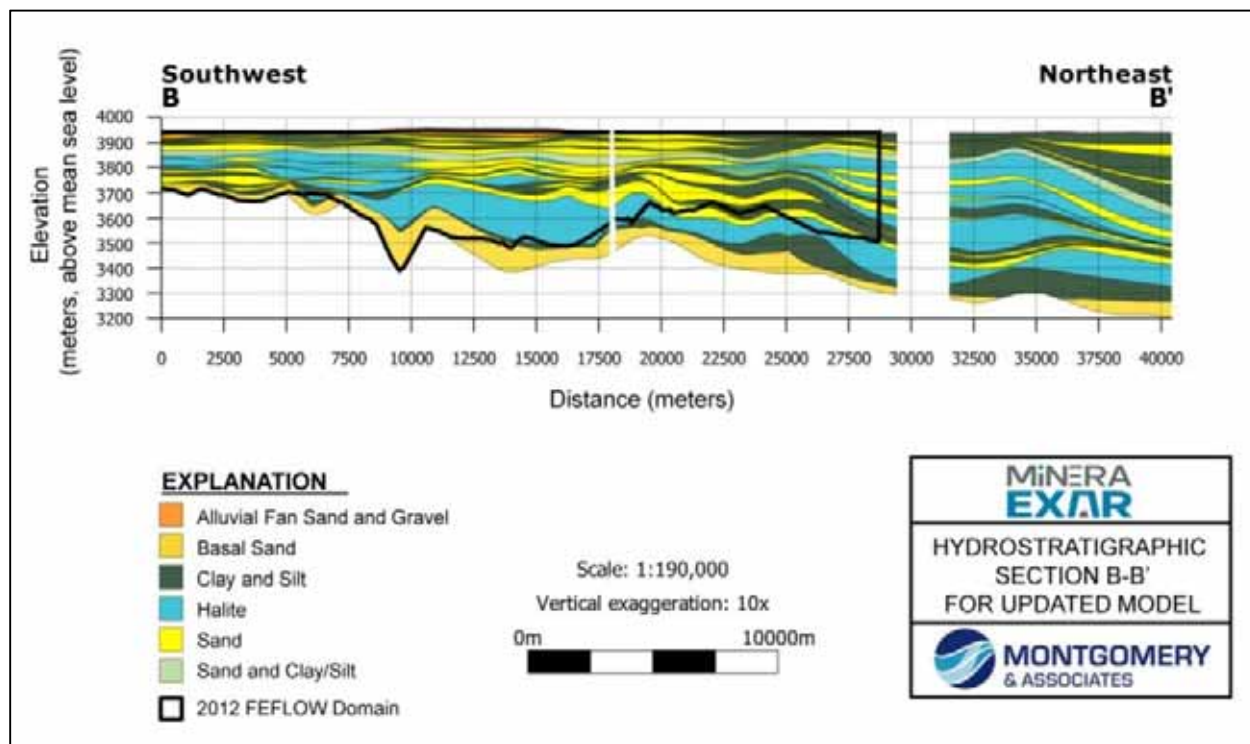 Southwest
B
Northeast
B'
Elevation
(meters, above mean sea level)
4000
3900
3800
3700
3600
3500
3400
3300
3200
0 2500 5000 7500 10000 12500 15000 17500 20000 22500 25000 27500 30000 32500 35000 37500 40000
Distance (meters)
EXPLANATION
Alluvial Fan Sand and Gravel
Basal Sand
Clay and Silt
Halite
Sand
Sand and Clay/Silt
2012 FEFLOW Domain
Scale: 1:190,000
Vertical exaggeration: 10x
0m 10000m
MINERA
EXAR
HYDROSTRATIGRAPHIC
SECTION B-B'
FOR UPDATED MODEL
MONTGOMERY
& ASSOCIATES